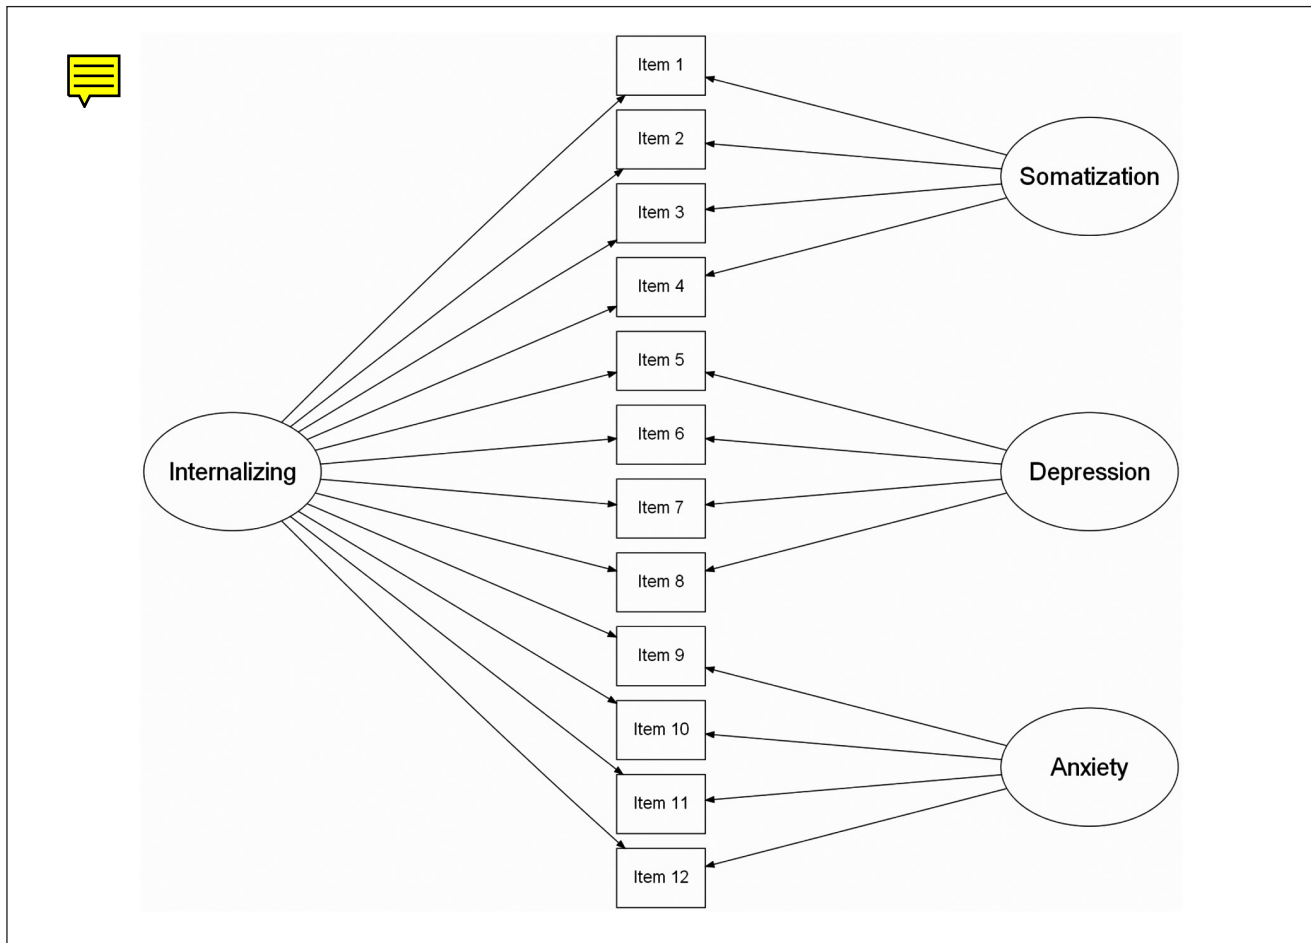 Item 1
Item 2
Somatization
Item 3
Item 4
Item 5
Item 6
Internalizing
Depression
Item 7
Item 8
Item 9
Item 10
Anxiety
Item 11
Item 12